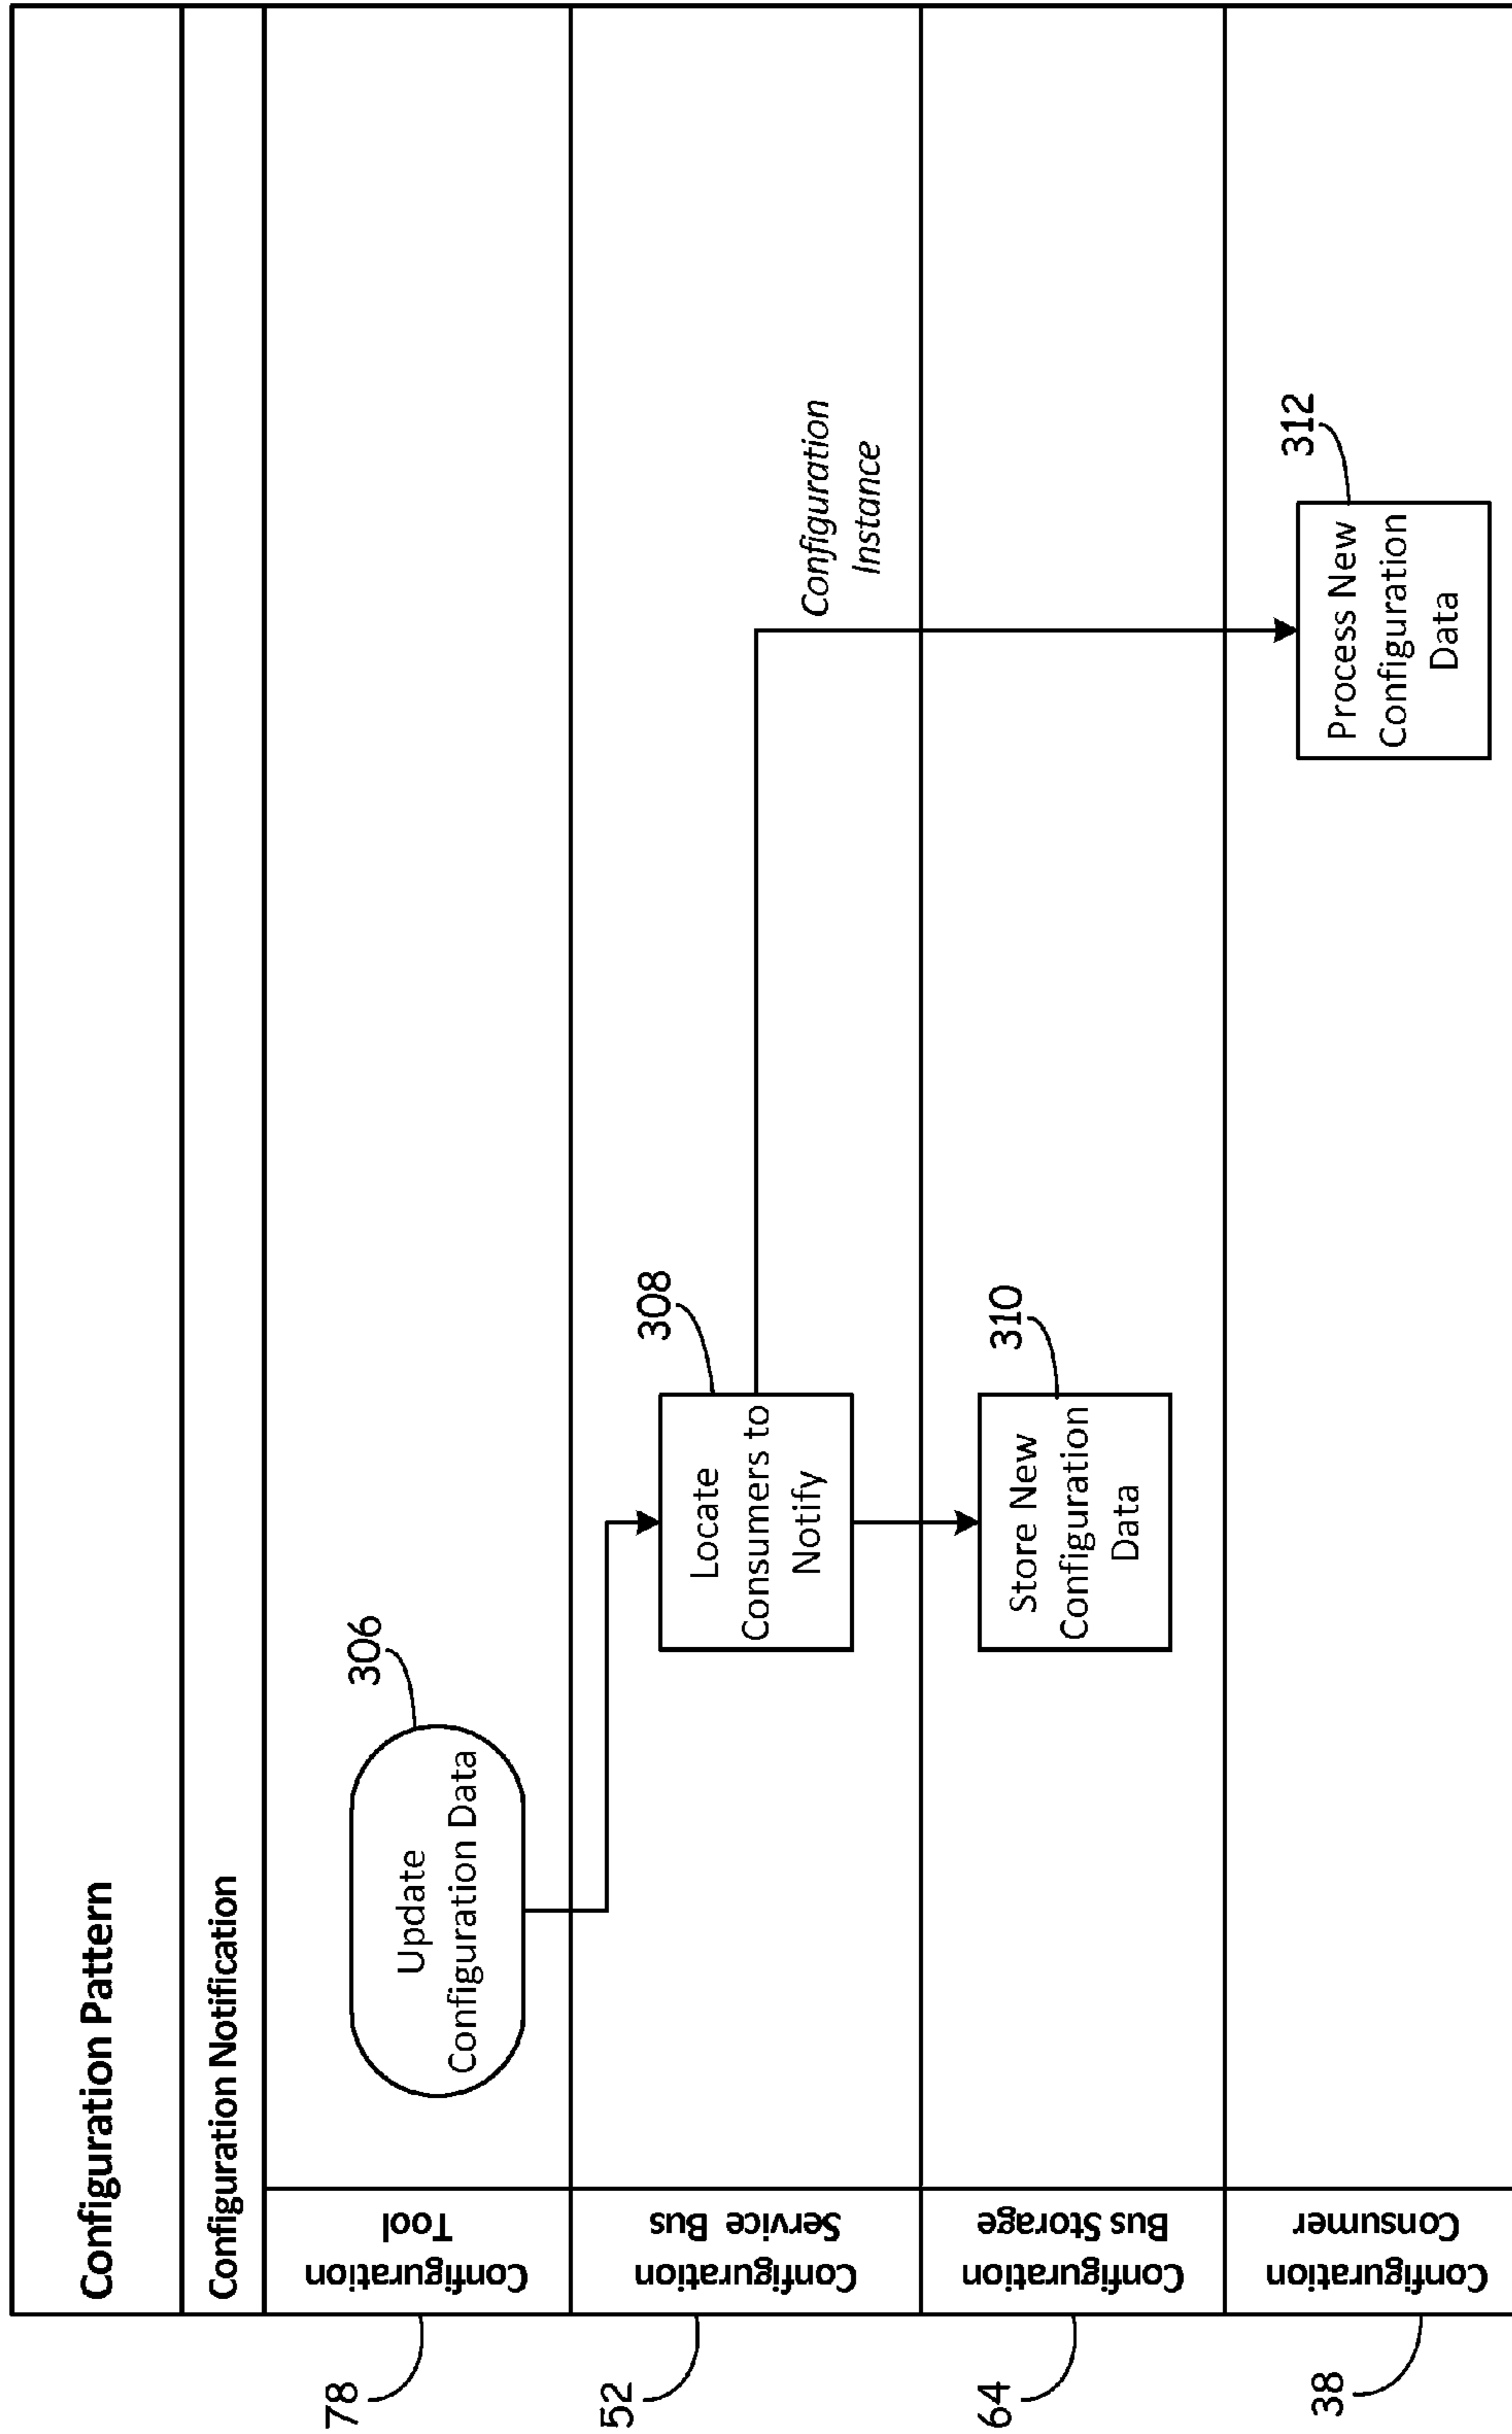 Configuration Pattern
Configuration Notification
78
Configuration
Tool
306
Update
Configuration Data
52
Configuration
Service Bus
308
Locate
Consumers to
Notify
Configuration
Instance
64
Configuration
Bus Storage
310
Store New
Configuration
Data
38
Configuration
Consumer
312
Process New
Configuration
Data